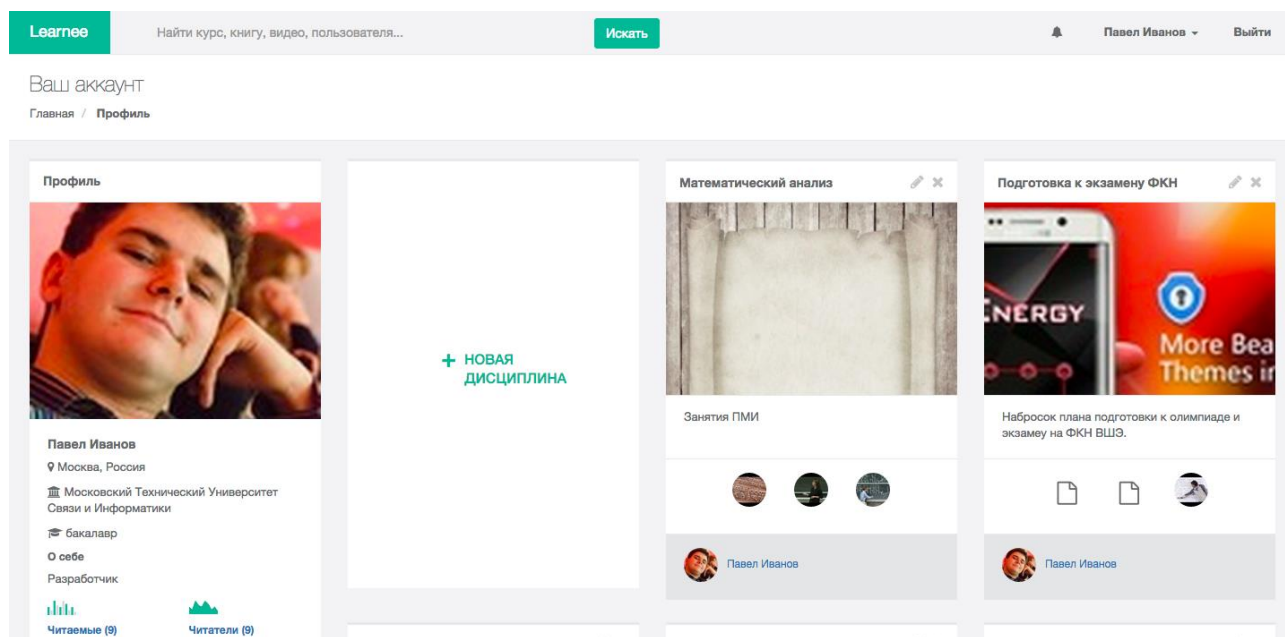 Learnee
Найти курс, книгу, видео, пользователя...
Искать
Павел Иванов
Выйти
Ваш аккаунт
Главная / Профиль
Профиль
Павел Иванов
Москва, Россия
Московский Технический Университет
Связи и Информатики
бакалавр
О себе
Разработчик
Читаемые (9)
Читатели (9)
+ НОВАЯ
ДИСЦИПЛИНА
Математический анализ
Занятия ПМИ
Павел Иванов
Подготовка к экзамену ФКН
ENERGY
More Bea
Themes in
Набросок плана подготовки к олимпиаде и
экзамеу на ФКН ВШЭ.
Павел Иванов